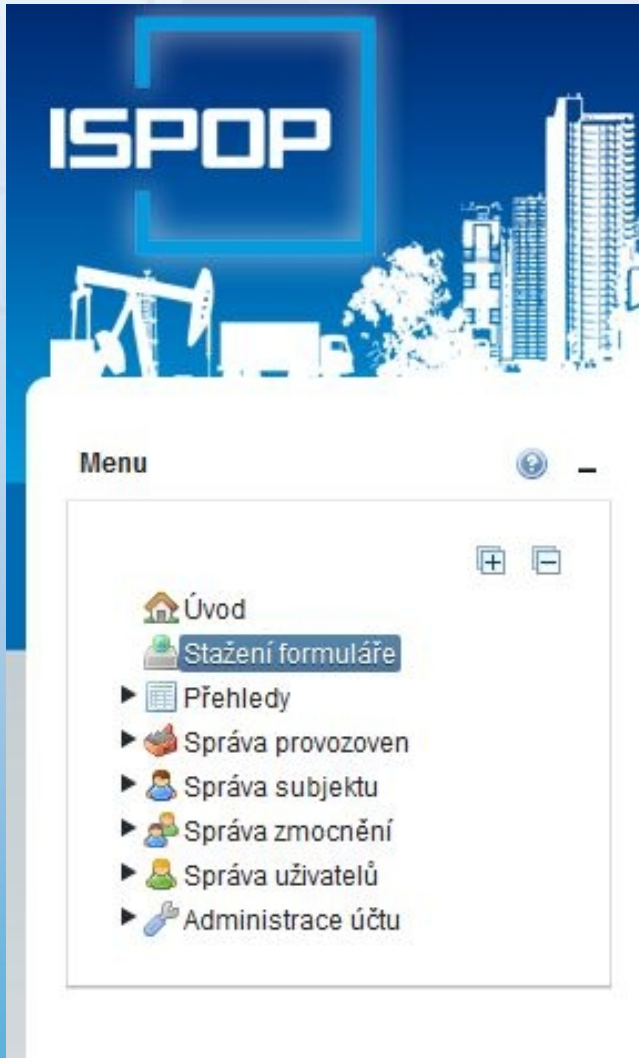 ISPOP
Menu
Úvod
Stažení formuláře
Přehledy
Správa provozoven
Správa subjektu
Správa zmocnění
Správa uživatelů
Administrace účtu